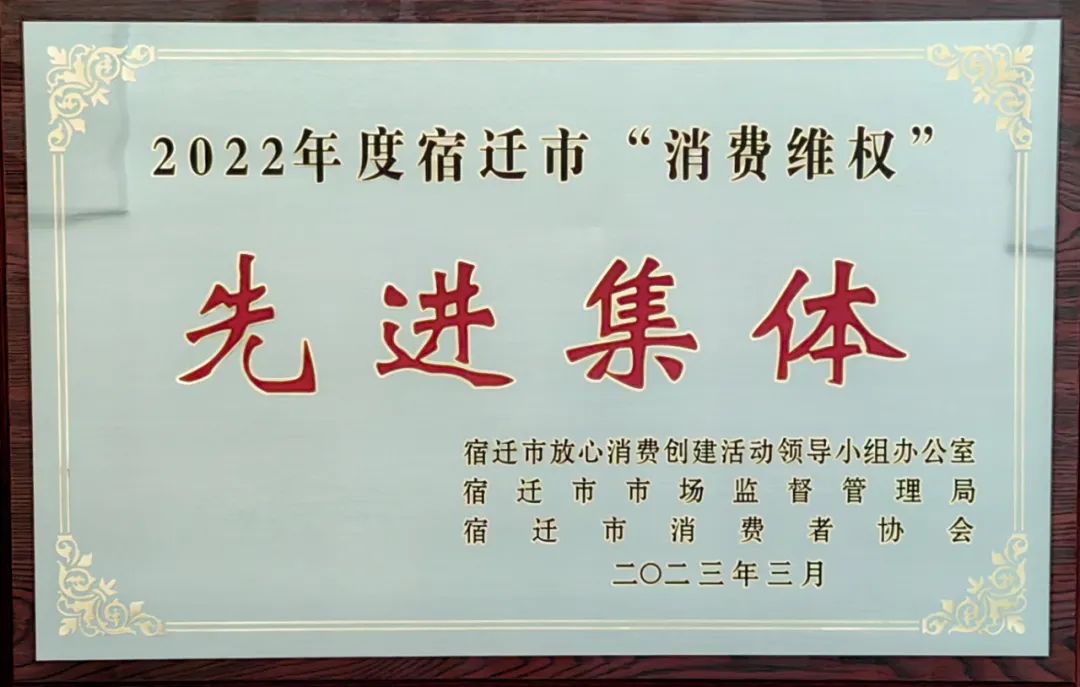 2022年度宿迁市“消费维权”
先进集体
宿迁市放心消费创建活动领导小组办公室
宿迁市市场监督管理局
宿迁市消费者协会
二〇二三年三月